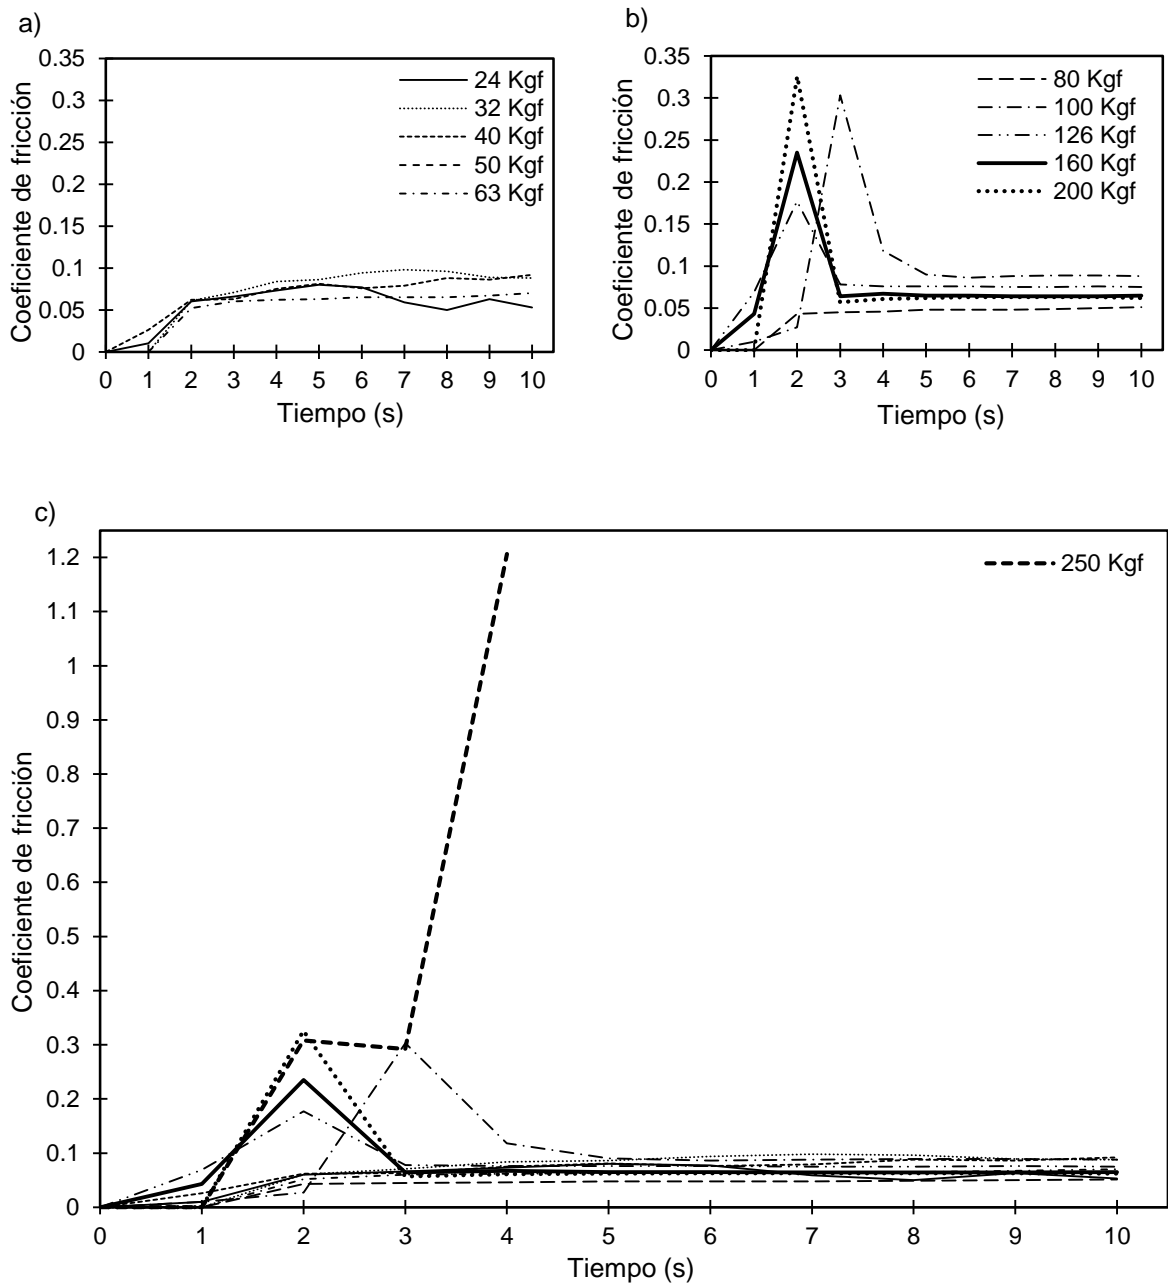 a)
0.35
0.3
0.25
0.2
0.15
0.1
0.05
0
Coeficiente de fricción
24 Kgf
32 Kgf
40 Kgf
50 Kgf
63 Kgf
0 1 2 3 4 5 6 7 8 9 10
Tiempo (s)
b)
0.35
0.3
0.25
0.2
0.15
0.1
0.05
0
Coeficiente de fricción
80 Kgf
100 Kgf
126 Kgf
160 Kgf
200 Kgf
0 1 2 3 4 5 6 7 8 9 10
Tiempo (s)
c)
1.2
1.1
1
0.9
0.8
0.7
0.6
0.5
0.4
0.3
0.2
0.1
0
Coeficiente de fricción
250 Kgf
0 1 2 3 4 5 6 7 8 9 10
Tiempo (s)